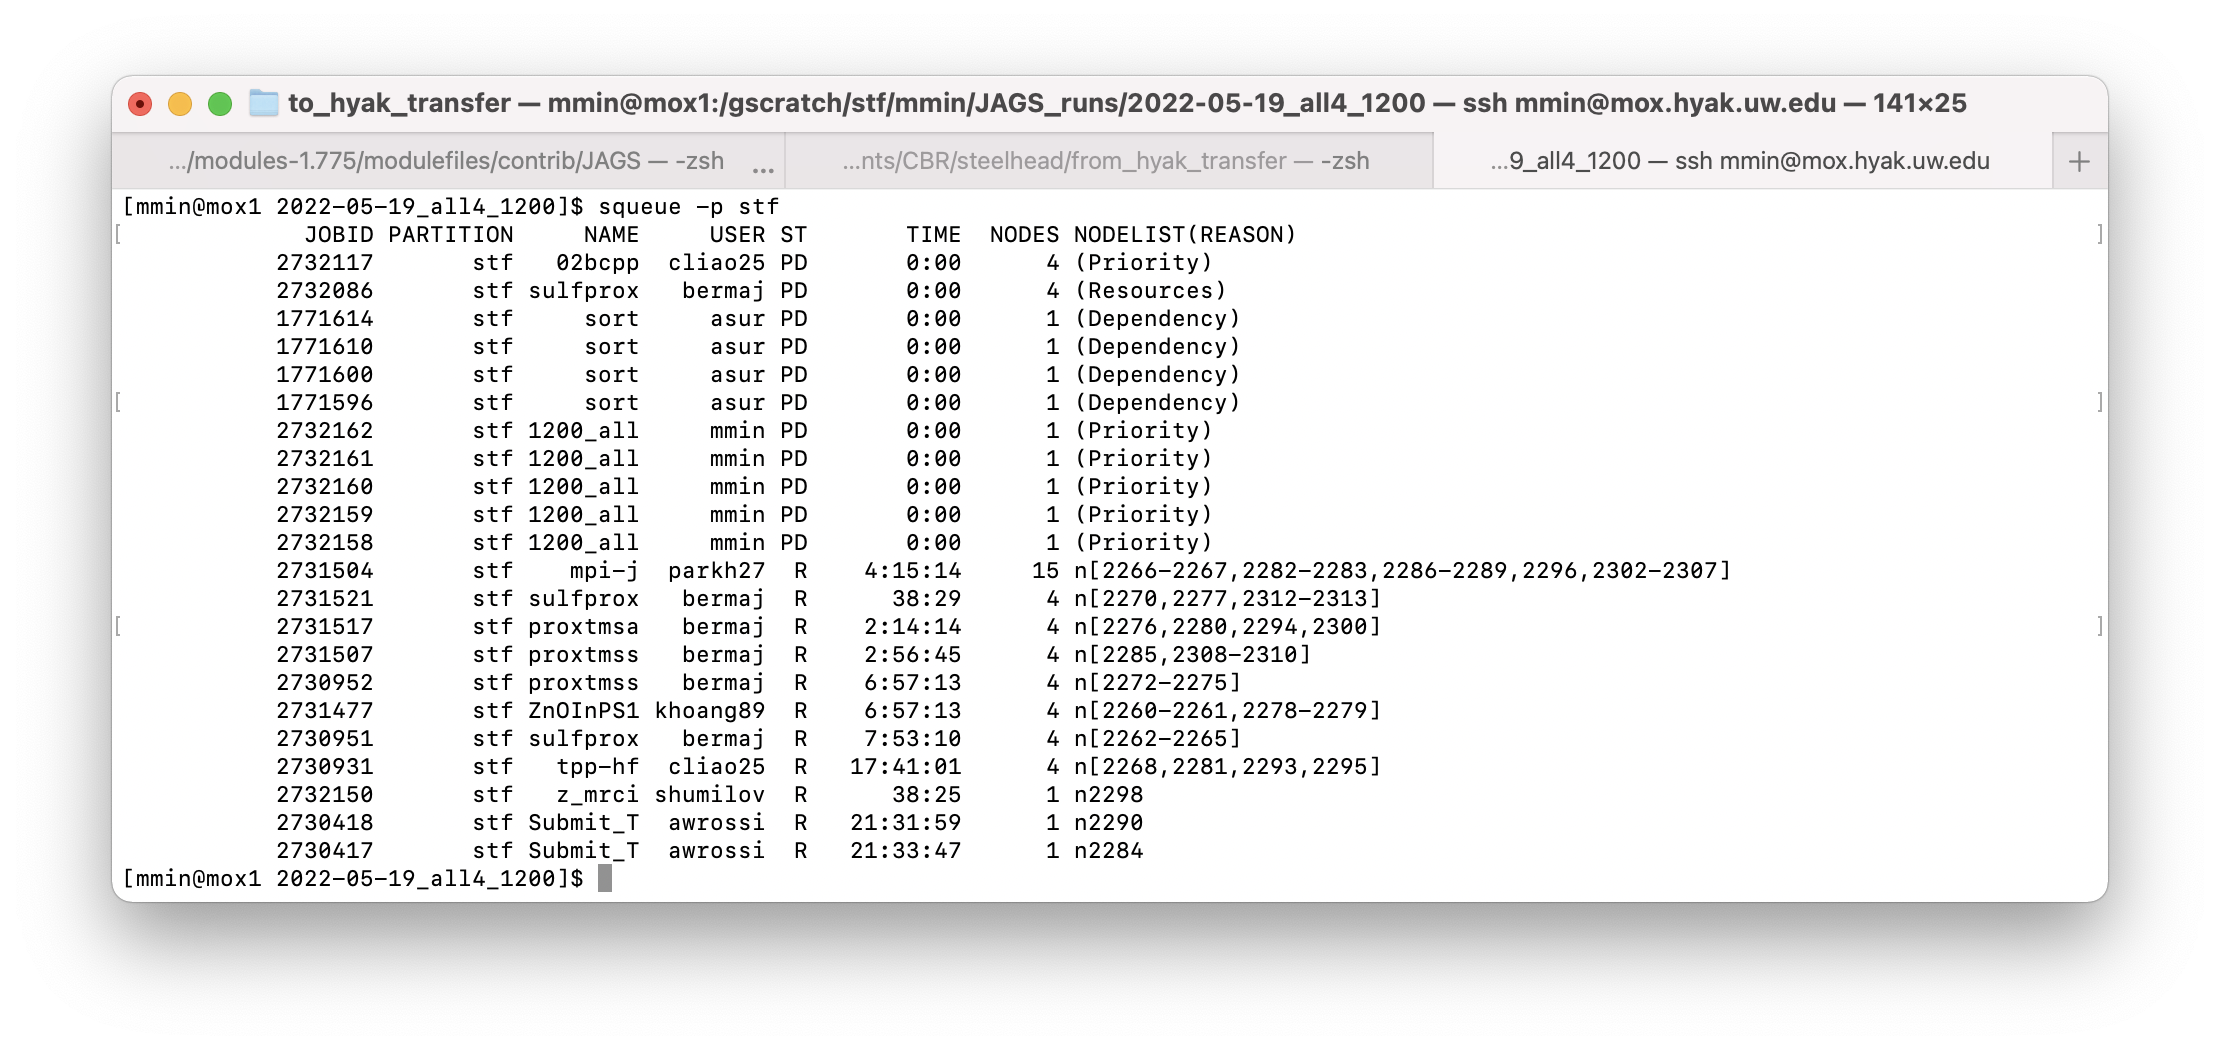 to_hyak_transfer — mmin@mox1:/gscratch/stf/mmin/JAGS_runs/2022-05-19_all4_1200 — ssh mmin@mox.hyak.uw.edu — 141×25
.../modules-1.775/modulefiles/contrib/JAGS — -zsh ... ...nts/CBR/steelhead/from_hyak_transfer — -zsh ...9_all4_1200 — ssh mmin@mox.hyak.uw.edu +
[mmin@mox1 2022-05-19_all4_1200]$ squeue -p stf
[ JOBID PARTITION NAME USER ST TIME NODES NODELIST(REASON) ]
2732117 stf 02bcpp cliao25 PD 0:00 4 (Priority)
2732086 stf sulfprox bermaj PD 0:00 4 (Resources)
1771614 stf sort asur PD 0:00 1 (Dependency)
1771610 stf sort asur PD 0:00 1 (Dependency)
1771600 stf sort asur PD 0:00 1 (Dependency)
[ 1771596 stf sort asur PD 0:00 1 (Dependency) ]
2732162 stf 1200_all mmin PD 0:00 1 (Priority)
2732161 stf 1200_all mmin PD 0:00 1 (Priority)
2732160 stf 1200_all mmin PD 0:00 1 (Priority)
2732159 stf 1200_all mmin PD 0:00 1 (Priority)
2732158 stf 1200_all mmin PD 0:00 1 (Priority)
2731504 stf mpi-j parkh27 R 4:15:14 15 n[2266-2267,2282-2283,2286-2289,2296,2302-2307]
2731521 stf sulfprox bermaj R 38:29 4 n[2270,2277,2312-2313]
[ 2731517 stf proxtmsa bermaj R 2:14:14 4 n[2276,2280,2294,2300] ]
2731507 stf proxtmss bermaj R 2:56:45 4 n[2285,2308-2310]
2730952 stf proxtmss bermaj R 6:57:13 4 n[2272-2275]
2731477 stf ZnOInPS1 khoang89 R 6:57:13 4 n[2260-2261,2278-2279]
2730951 stf sulfprox bermaj R 7:53:10 4 n[2262-2265]
2730931 stf tpp-hf cliao25 R 17:41:01 4 n[2268,2281,2293,2295]
2732150 stf z_mrci shumilov R 38:25 1 n2298
2730418 stf Submit_T awrossi R 21:31:59 1 n2290
2730417 stf Submit_T awrossi R 21:33:47 1 n2284
[mmin@mox1 2022-05-19_all4_1200]$